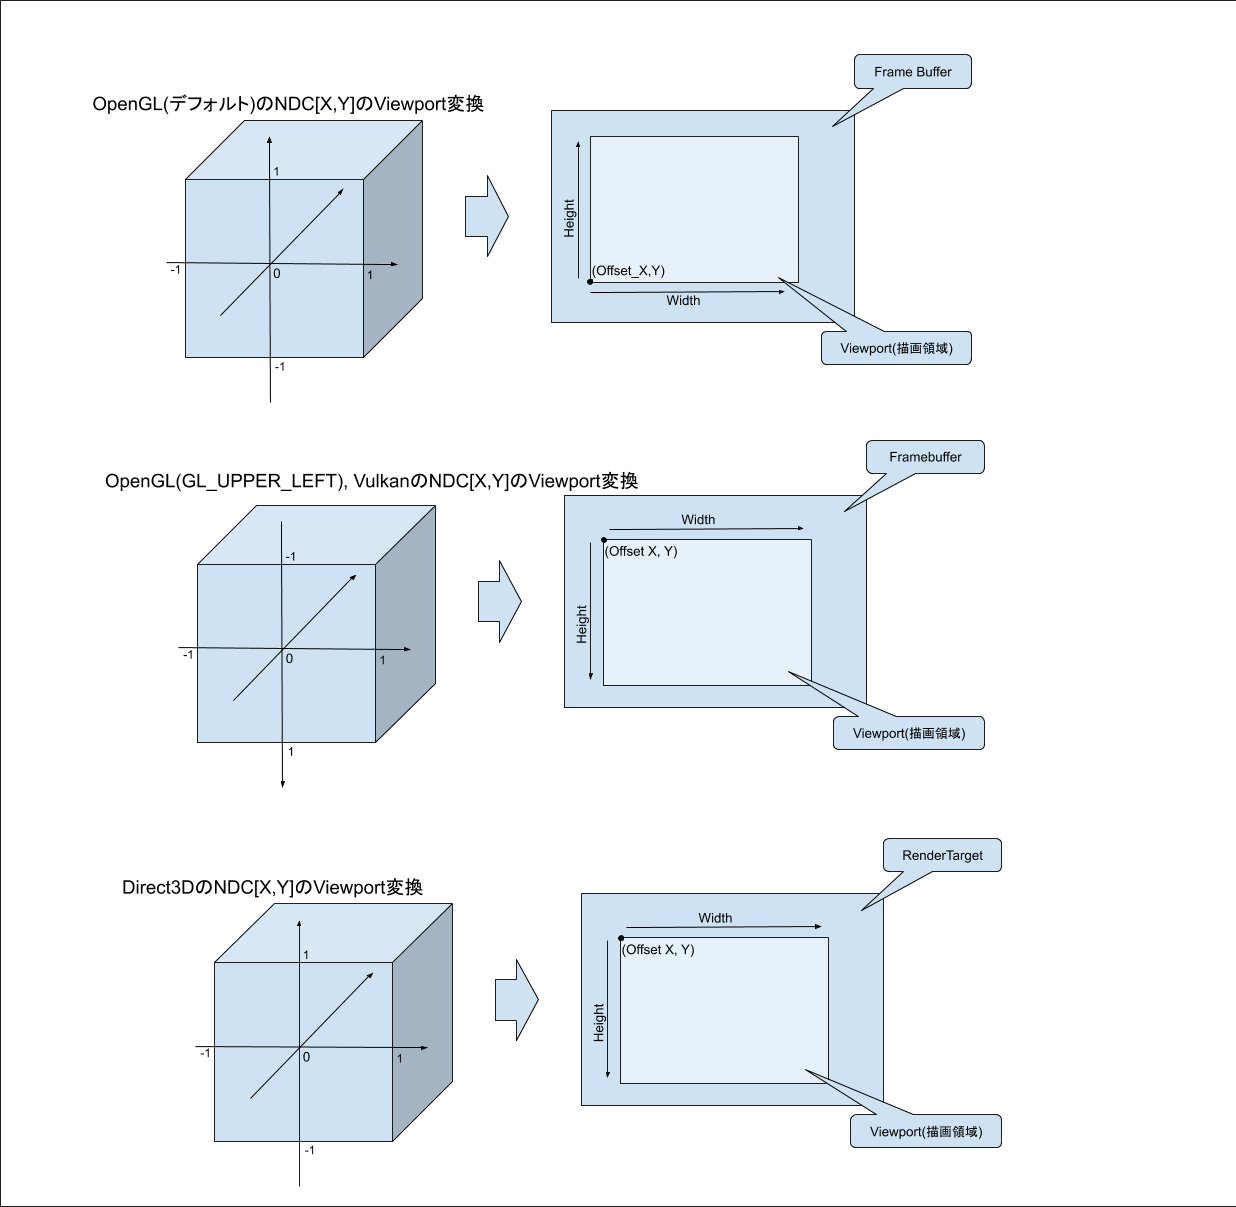 Frame Buffer
OpenGL(デフォルト)のNDC[X,Y]のViewport変換
1
-1
0
1
-1
Height
(Offset_X,Y)
Width
Viewport(描画領域)
Framebuffer
OpenGL(GL_UPPER_LEFT), VulkanのNDC[X,Y]のViewport変換
-1
-1
0
1
1
Width
(Offset X, Y)
Height
Viewport(描画領域)
RenderTarget
Direct3DのNDC[X,Y]のViewport変換
1
-1
0
1
-1
Width
(Offset X, Y)
Height
Viewport(描画領域)